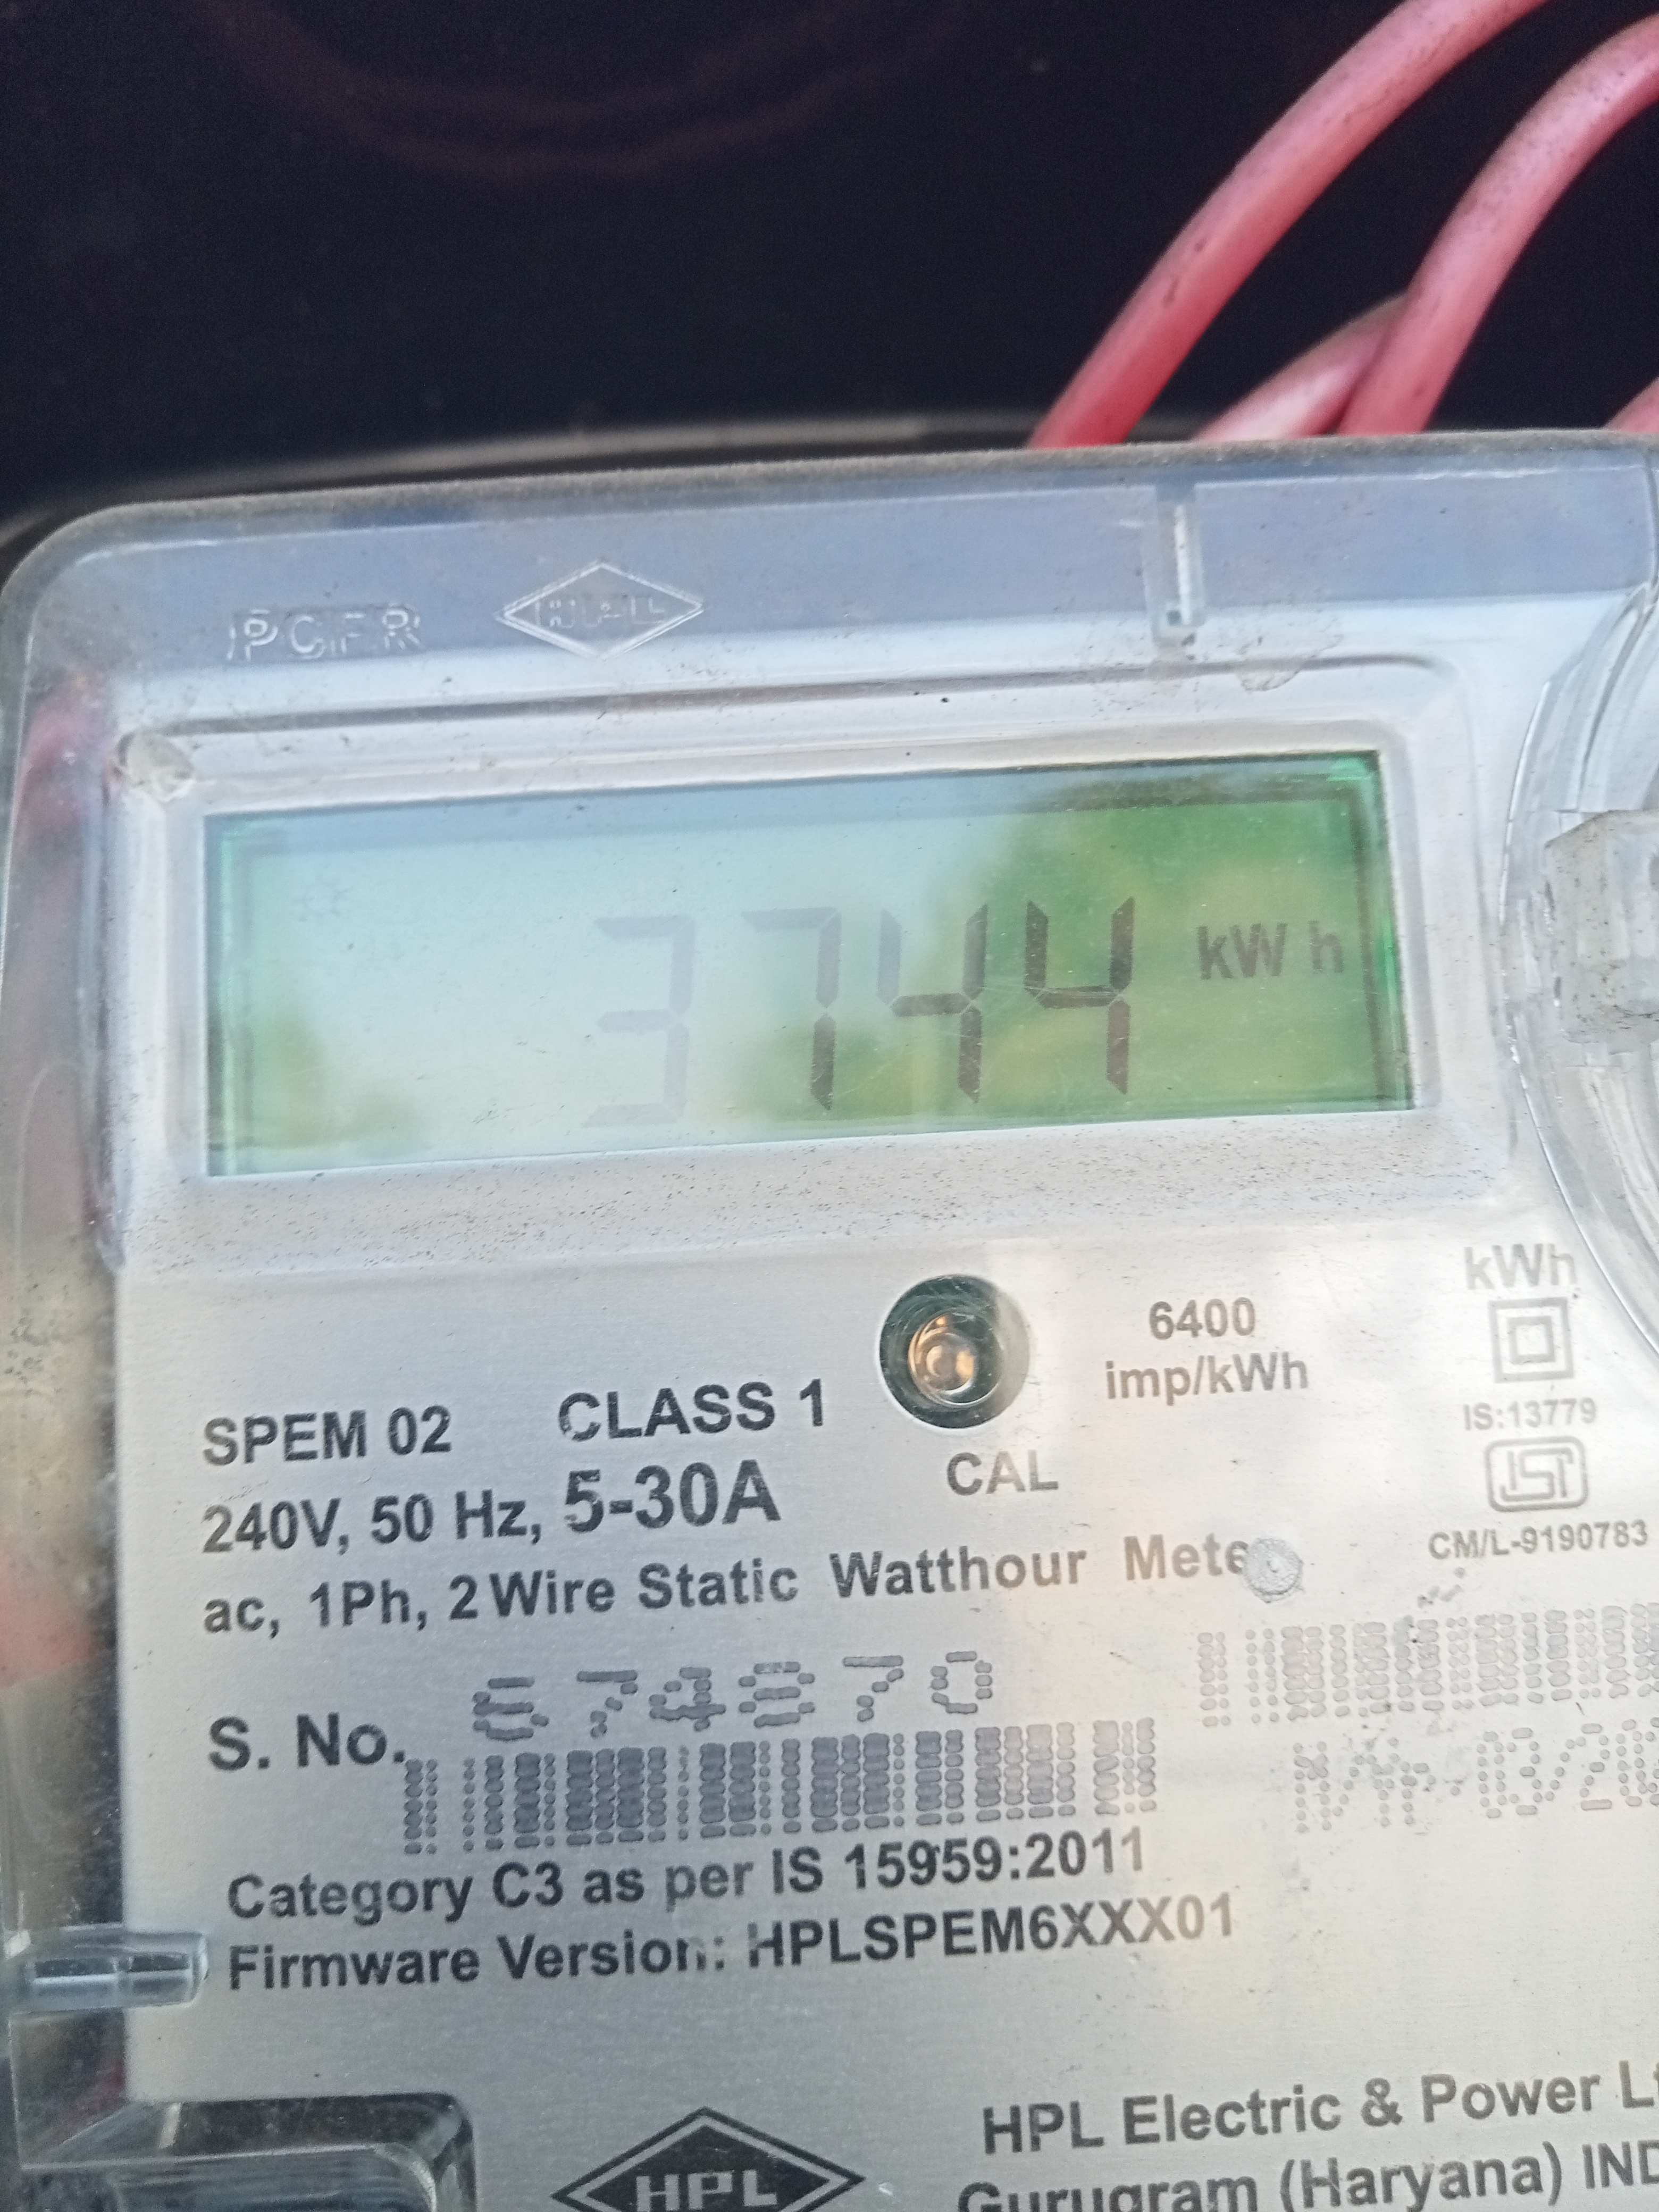 HPL
3744 kWh
kWh
6400
imp/kWh
IS:13779
SPEM 02 CLASS 1
CAL
240V, 50 Hz, 5-30A
CM/L-9190783
ac, 1Ph, 2 Wire Static Watthour Mete
S. No. 874870
Category C3 as per IS 15959:2011
Firmware Version: HPLSPEM6XXX01
HPL
HPL Electric & Power Lt
Gurugram (Haryana) IND